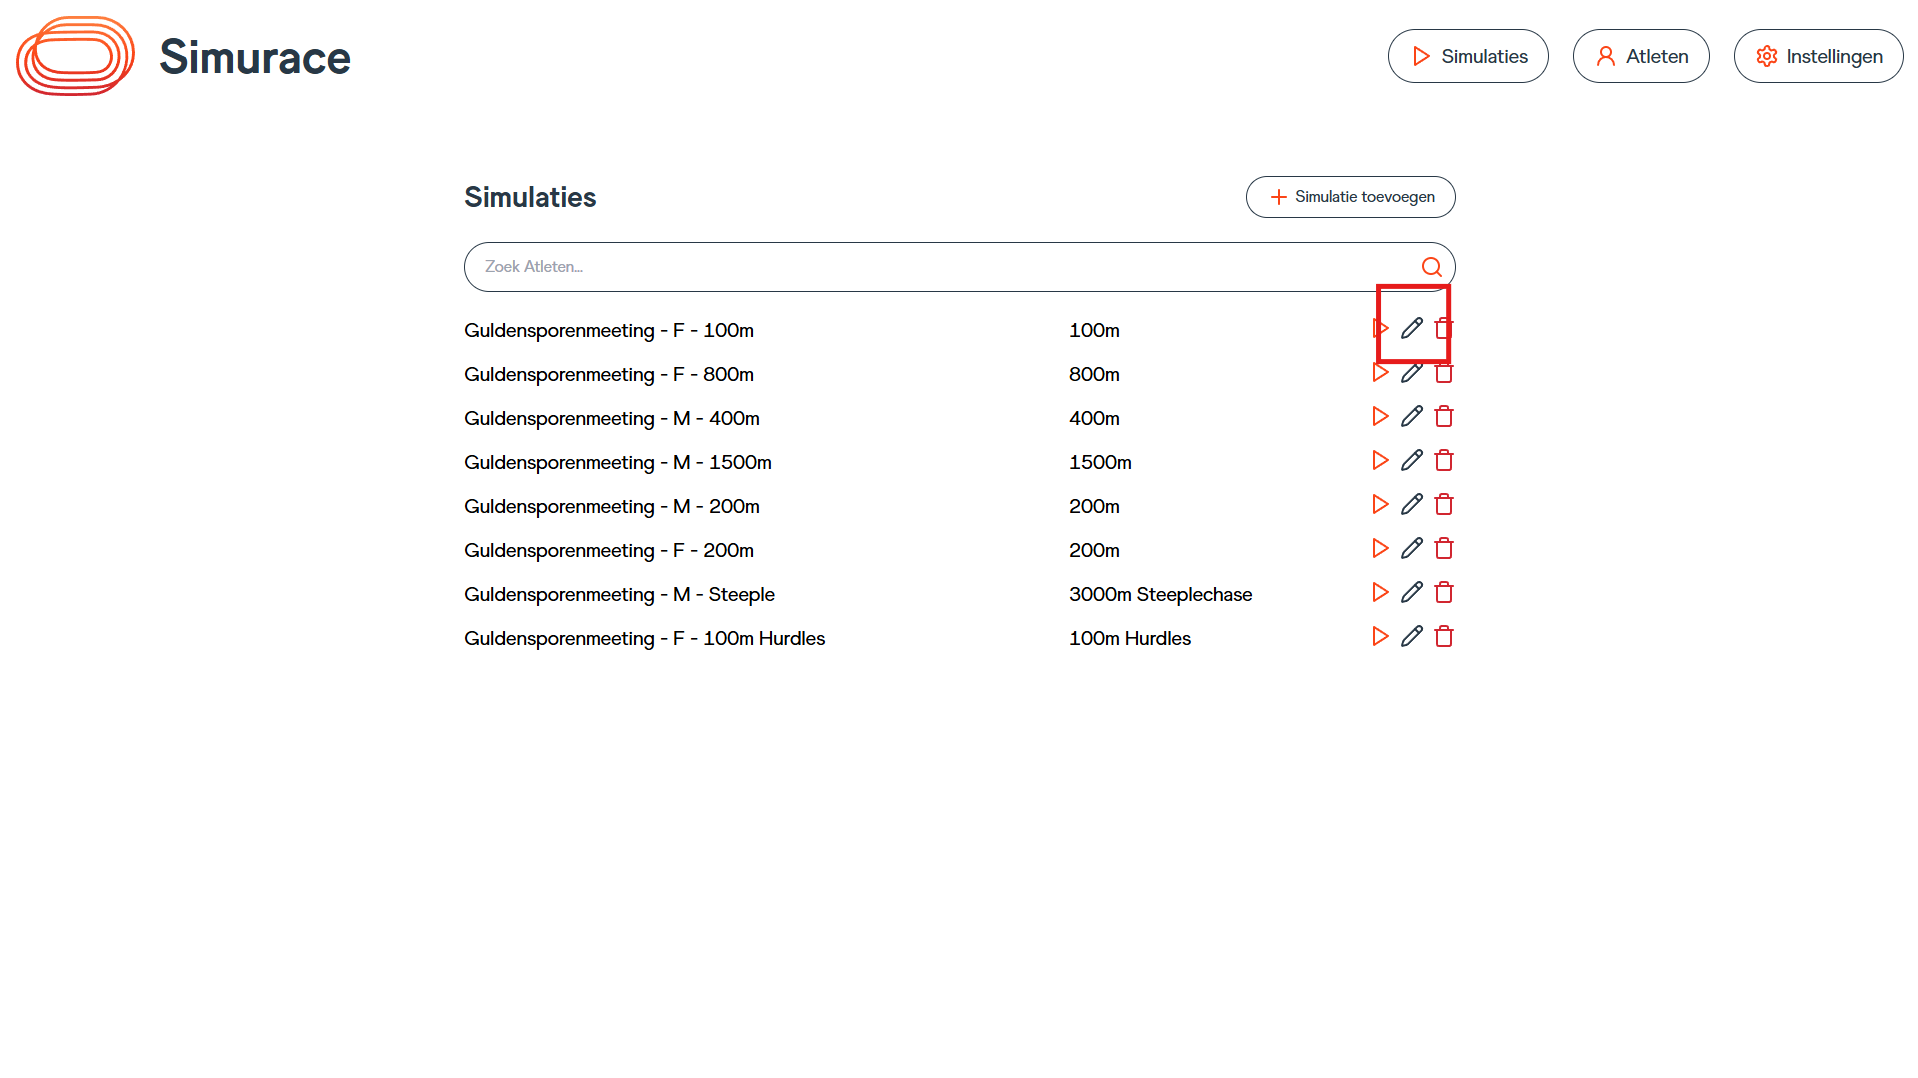 Simurace
Simulaties
Atleten
Instellingen
Simulaties
Simulatie toevoegen
Zoek Atleten...
Guldensporenmeeting - F - 100m 100m
Guldensporenmeeting - F - 800m 800m
Guldensporenmeeting - M - 400m 400m
Guldensporenmeeting - M - 1500m 1500m
Guldensporenmeeting - M - 200m 200m
Guldensporenmeeting - F - 200m 200m
Guldensporenmeeting - M - Steeple 3000m Steeplechase
Guldensporenmeeting - F - 100m Hurdles 100m Hurdles